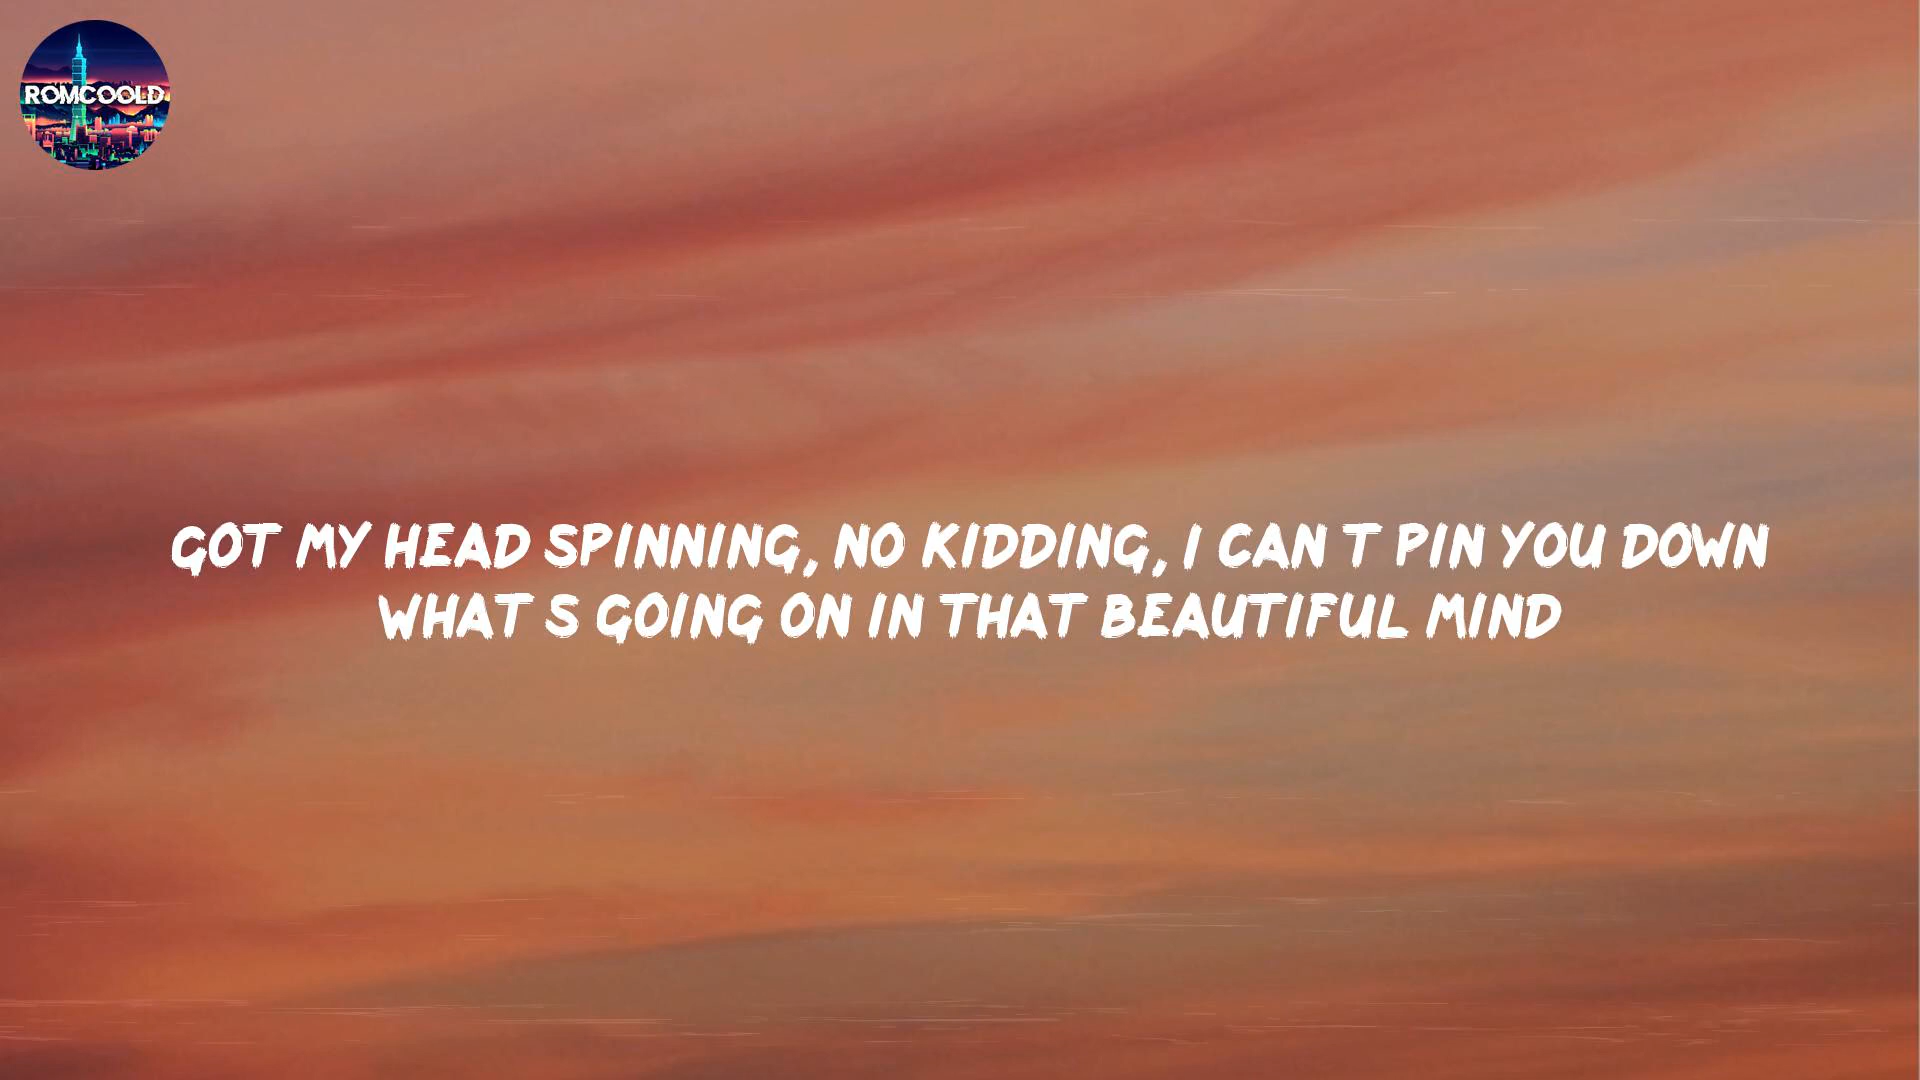 ROMCOOLD
GOT MY HEAD SPINNING, NO KIDDING, I CAN T PIN YOU DOWN
WHAT S GOING ON IN THAT BEAUTIFUL MIND